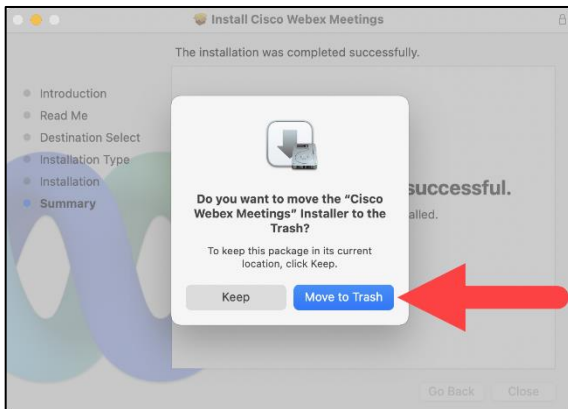 Install Cisco Webex Meetings
The installation was completed successfully.
Introduction
Read Me
Destination Select
Installation Type
Installation
Summary
successful.
alled.
Do you want to move the “Cisco
Webex Meetings” Installer to the
Trash?
To keep this package in its current
location, click Keep.
Keep
Move to Trash
Go Back
Close